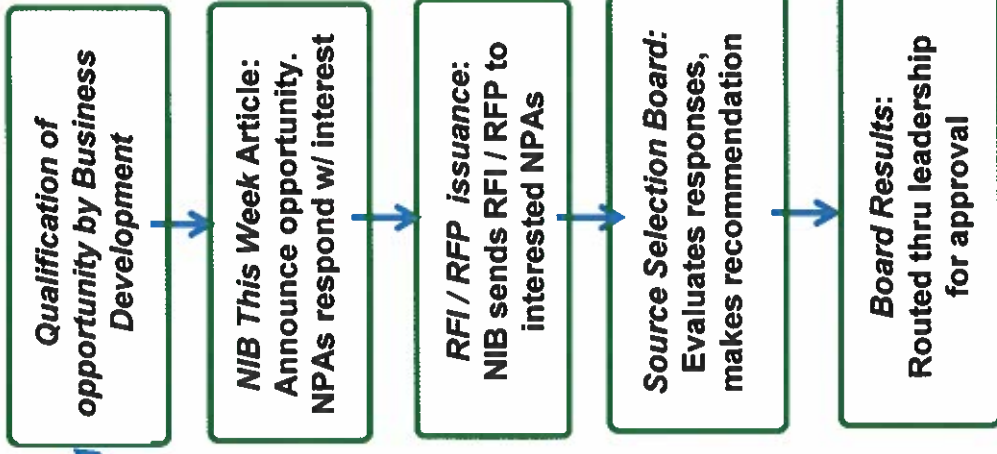 Qualification of
opportunity by Business
Development
NIB This Week Article:
Announce opportunity.
NPAs respond w/ interest
RFI / RFP issuance:
NIB sends RFI / RFP to
interested NPAs
Source Selection Board:
Evaluates responses,
makes recommendation
Board Results:
Routed thru leadership
for approval